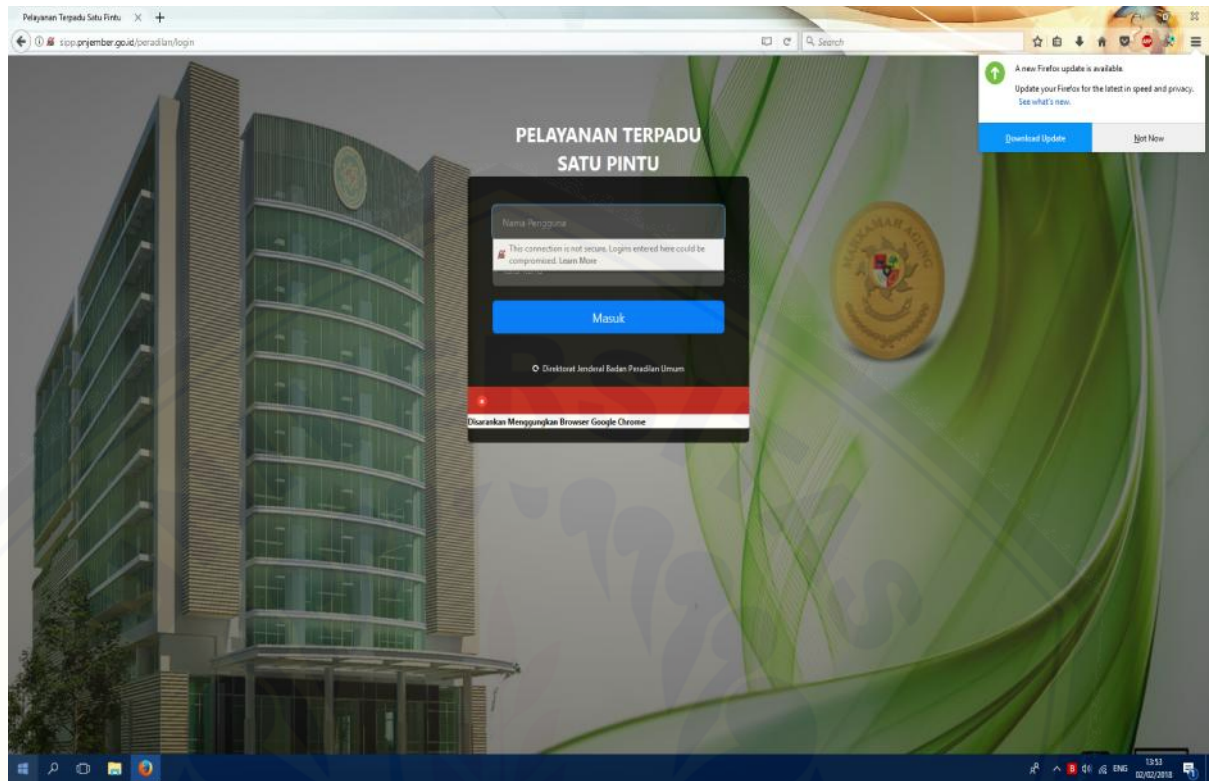 Pelayanan Terpadu Satu Pintu
sipp.pnjember.go.id/peradilan/login
Search
A new Firefox update is available.
Update your Firefox for the latest in speed and privacy.
See what's new.
Download Update
Not Now
PELAYANAN TERPADU
SATU PINTU
Nama Pengguna
This connection is not secure. Logins entered here could be
compromised. Learn More
Masuk
Direktorat Jenderal Badan Peradilan Umum
Disarankan Menggungkan Browser Google Chrome
MAHKAMAH AGUNG
ENG
13:53
02/02/2018